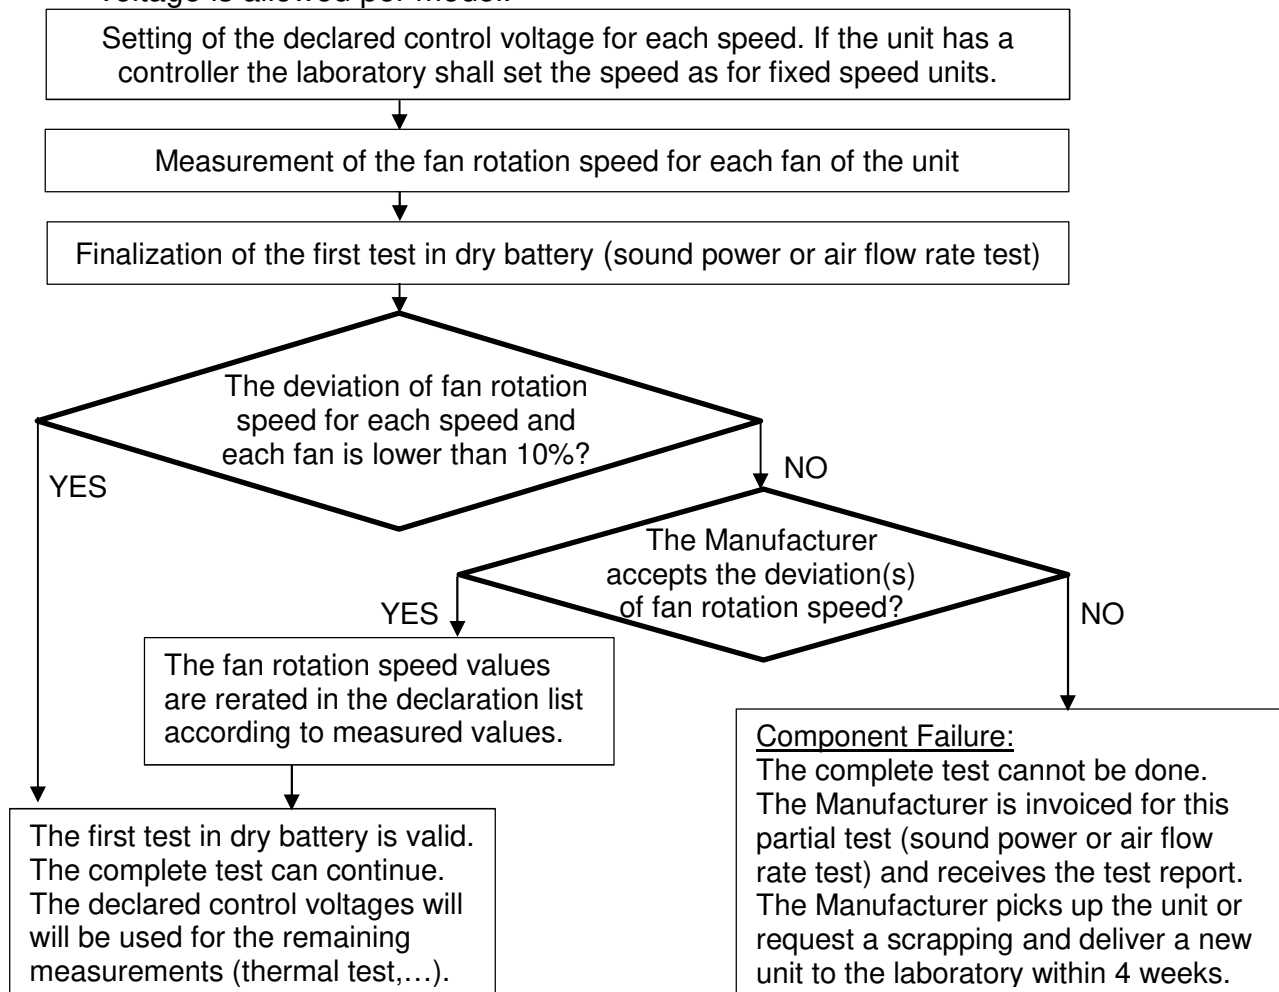 voltage is allowed per model.
Setting of the declared control voltage for each speed. If the unit has a
controller the laboratory shall set the speed as for fixed speed units.
Measurement of the fan rotation speed for each fan of the unit
Finalization of the first test in dry battery (sound power or air flow rate test)
The deviation of fan rotation
speed for each speed and
each fan is lower than 10%?
YES
NO
The Manufacturer
accepts the deviation(s)
of fan rotation speed?
YES
NO
The fan rotation speed values
are rerated in the declaration list
according to measured values.
The first test in dry battery is valid.
The complete test can continue.
The declared control voltages will
will be used for the remaining
measurements (thermal test,…).
Component Failure:
The complete test cannot be done.
The Manufacturer is invoiced for this
partial test (sound power or air flow
rate test) and receives the test report.
The Manufacturer picks up the unit or
request a scrapping and deliver a new
unit to the laboratory within 4 weeks.